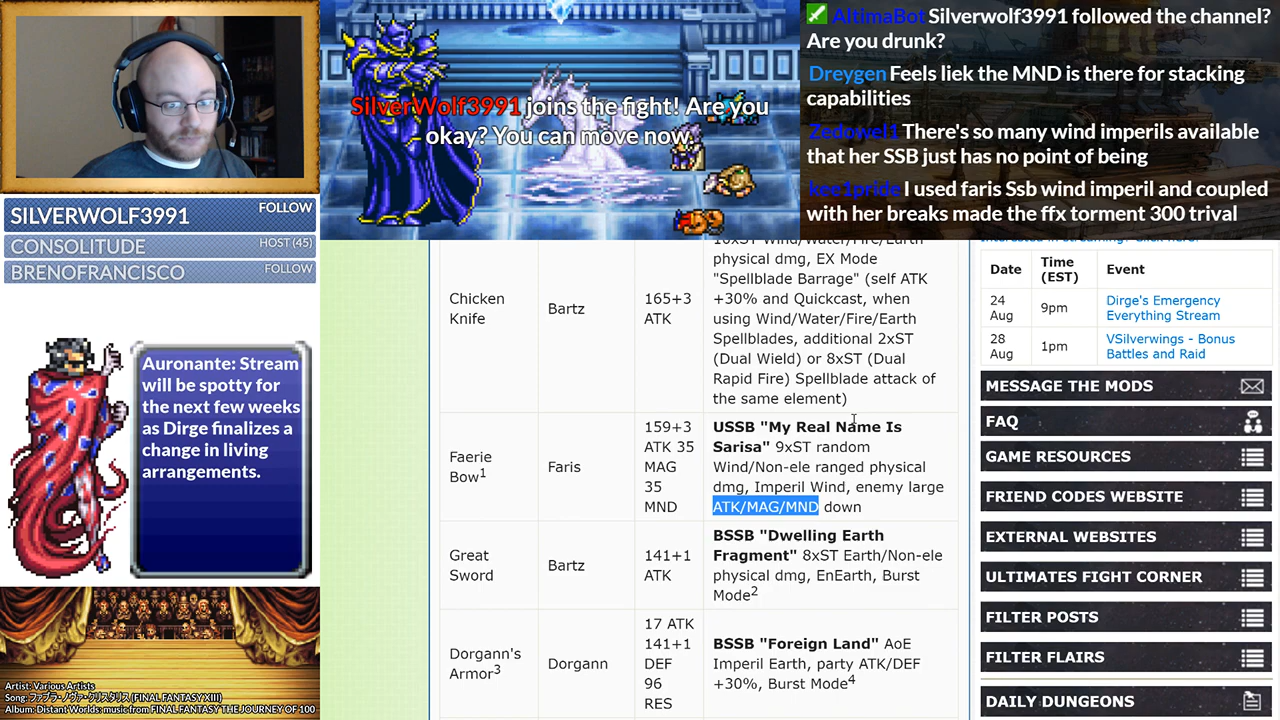 AltimaBot Silverwolf3991 followed the channel?
Are you drunk?
Dreygen Feels liek the MND is there for stacking
capabilities
Zedowel1 There's so many wind imperils available
that her SSB just has no point of being
kee1pride I used faris Ssb wind imperil and coupled
with her breaks made the ffx torment 300 trival
SilverWolf3991 joins the fight! Are you
okay? You can move now.
SILVERWOLF3991 FOLLOW
CONSOLITUDE HOST (45)
BRENOFRANCISCO FOLLOW
Auronante: Stream
will be spotty for
the next few weeks
as Dirge finalizes a
change in living
arrangements.
Artist: Various Artists
Song: ファブラ・ノヴァ・クリスタリス (FINAL FANTASY XIII)
Album: Distant Worlds: music from FINAL FANTASY THE JOURNEY OF 100
10xST Wind/Water/Fire/Earth
physical dmg, EX Mode
"Spellblade Barrage" (self ATK
+30% and Quickcast, when
using Wind/Water/Fire/Earth
Spellblades, additional 2xST
(Dual Wield) or 8xST (Dual
Rapid Fire) Spellblade attack of
the same element)
Chicken
Knife
Bartz
165+3
ATK
Faerie
Bow1
Faris
159+3
ATK 35
MAG
35
MND
USSB "My Real Name Is
Sarisa" 9xST random
Wind/Non-ele ranged physical
dmg, Imperil Wind, enemy large
ATK/MAG/MND down
Great
Sword
Bartz
141+1
ATK
BSSB "Dwelling Earth
Fragment" 8xST Earth/Non-ele
physical dmg, EnEarth, Burst
Mode2
Dorgann's
Armor3
Dorgann
17 ATK
141+1
DEF
96
RES
BSSB "Foreign Land" AoE
Imperil Earth, party ATK/DEF
+30%, Burst Mode4
Interested in streaming? Click here!
Date Time (EST) Event
24 Aug 9pm Dirge's Emergency
Everything Stream
28 Aug 1pm VSilverwings - Bonus
Battles and Raid
MESSAGE THE MODS
FAQ
GAME RESOURCES
FRIEND CODES WEBSITE
EXTERNAL WEBSITES
ULTIMATES FIGHT CORNER
FILTER POSTS
FILTER FLAIRS
DAILY DUNGEONS